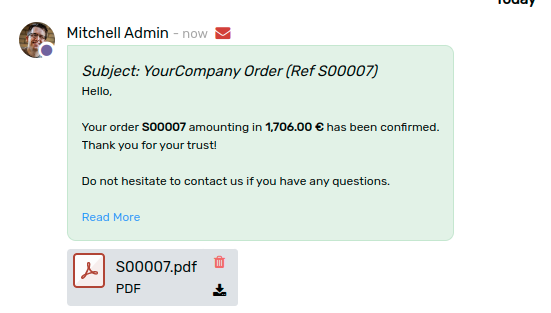 Today
Mitchell Admin - now
Subject: YourCompany Order (Ref S00007)
Hello,
Your order S00007 amounting in 1,706.00 € has been confirmed.
Thank you for your trust!
Do not hesitate to contact us if you have any questions.
Read More
S00007.pdf
PDF